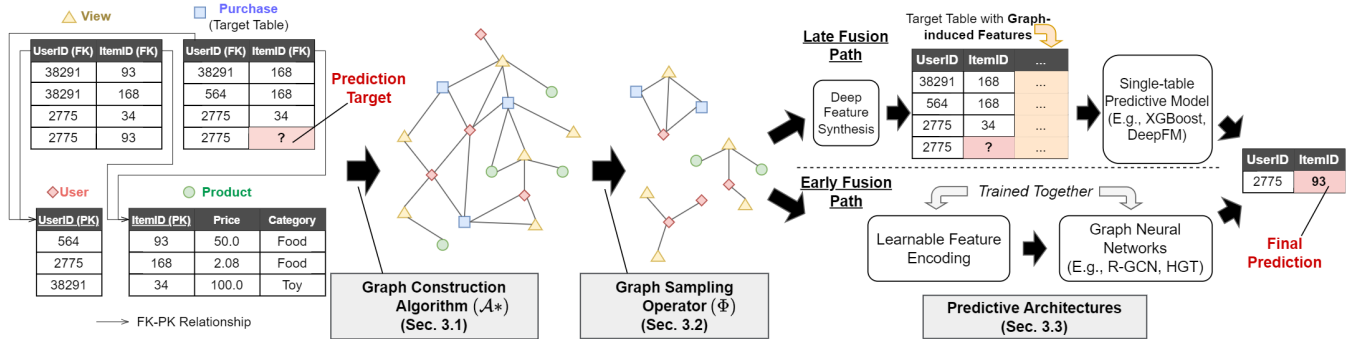 View
UserID (FK) ItemID (FK)
38291 93
38291 168
2775 34
2775 93
Purchase
(Target Table)
UserID (FK) ItemID (FK)
38291 168
564 168
2775 34
2775 ?
Prediction
Target
User
UserID (PK)
564
2775
38291
Product
ItemID (PK) Price Category
93 50.0 Food
168 2.08 Food
34 100.0 Toy
FK-PK Relationship
Graph Construction
Algorithm (𝒜∗)
(Sec. 3.1)
Graph Sampling
Operator (Φ)
(Sec. 3.2)
Late Fusion
Path
Deep
Feature
Synthesis
Target Table with Graph-
induced Features
UserID ItemID ...
38291 168 ...
564 168 ...
2775 34 ...
2775 ? ...
Single-table
Predictive Model
(E.g., XGBoost,
DeepFM)
Early Fusion
Path
Trained Together
Learnable Feature
Encoding
Graph Neural
Networks
(E.g., R-GCN, HGT)
Predictive Architectures
(Sec. 3.3)
UserID ItemID
2775 93
Final
Prediction